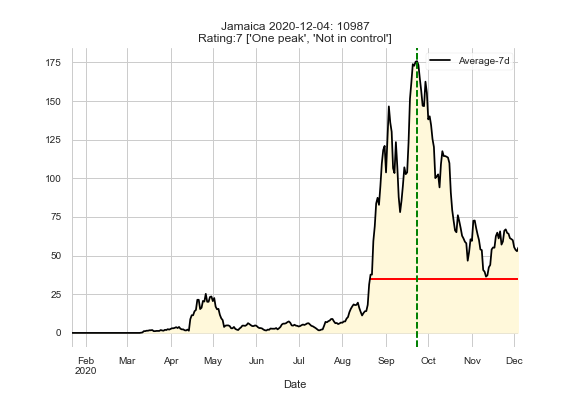 Jamaica 2020-12-04: 10987
Rating:7 ['One peak', 'Not in control']
Average-7d
175
150
125
100
75
50
25
0
Feb Mar Apr May Jun Jul Aug Sep Oct Nov Dec
2020
Date